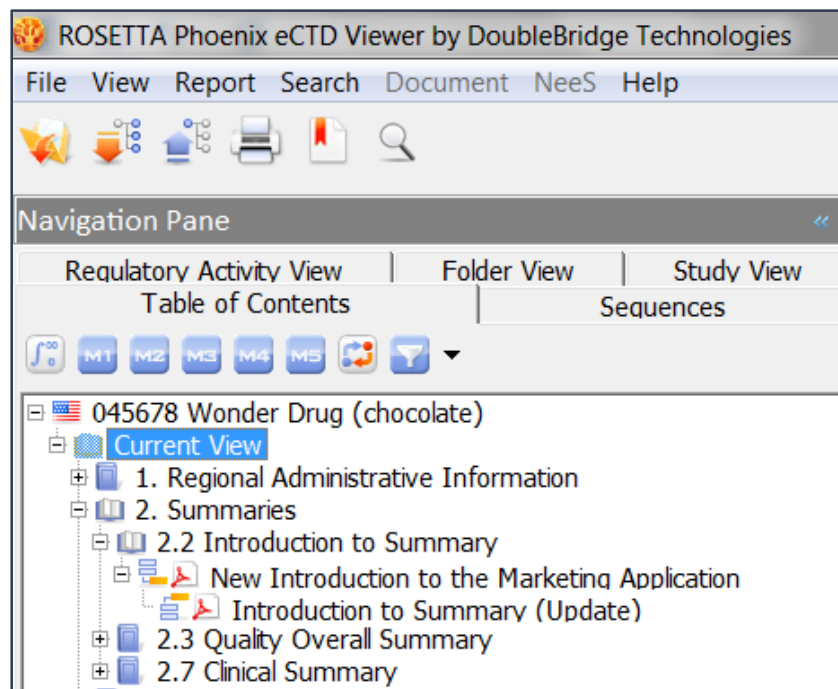 ROSETTA Phoenix eCTD Viewer by DoubleBridge Technologies
File View Report Search Document NeeS Help
Navigation Pane
Regulatory Activity View Folder View Study View
Table of Contents Sequences
M1 M2 M3 M4 M5
045678 Wonder Drug (chocolate)
Current View
1. Regional Administrative Information
2. Summaries
2.2 Introduction to Summary
New Introduction to the Marketing Application
Introduction to Summary (Update)
2.3 Quality Overall Summary
2.7 Clinical Summary